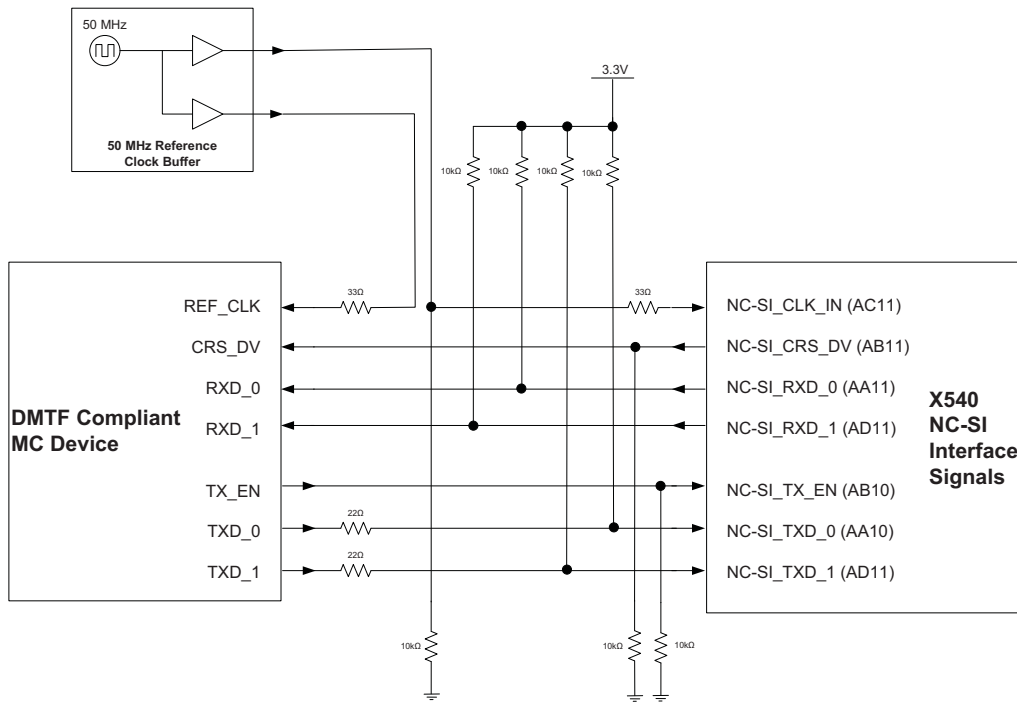 50 MHz
50 MHz Reference
Clock Buffer
3.3V
10kΩ
10kΩ
10kΩ
10kΩ
DMTF Compliant
MC Device
REF_CLK
CRS_DV
RXD_0
RXD_1
TX_EN
TXD_0
TXD_1
33Ω
33Ω
22Ω
22Ω
NC-SI_CLK_IN (AC11)
NC-SI_CRS_DV (AB11)
NC-SI_RXD_0 (AA11)
NC-SI_RXD_1 (AD11)
NC-SI_TX_EN (AB10)
NC-SI_TXD_0 (AA10)
NC-SI_TXD_1 (AD11)
X540
NC-SI
Interface
Signals
10kΩ
10kΩ
10kΩ